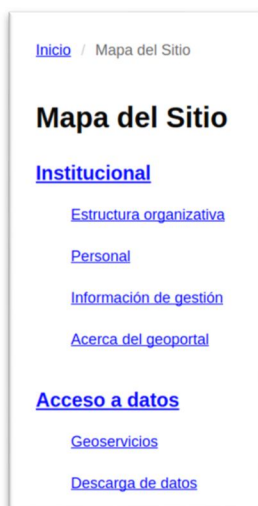 Inicio / Mapa del Sitio
Mapa del Sitio
Institucional
Estructura organizativa
Personal
Información de gestión
Acerca del geoportal
Acceso a datos
Geoservicios
Descarga de datos